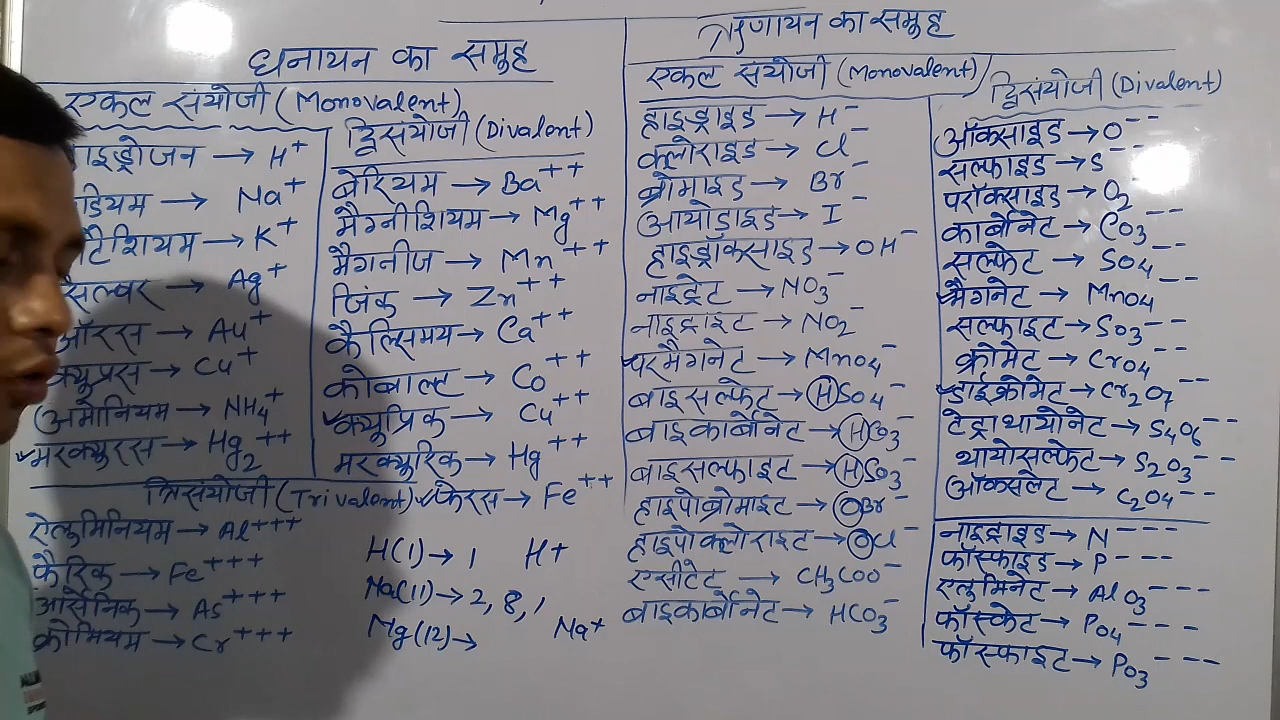 धनायन का समूह
एकल संयोजी (Monovalent)
हाइड्रोजन → H⁺
डियम → Na⁺
टैशियम → K⁺
सिल्वर → Ag⁺
ऑरस → Au⁺
क्यूप्रस → Cu⁺
अमोनियम → NH₄⁺
मरक्यूरस → Hg₂⁺⁺
द्विसंयोजी (Divalent)
बेरियम → Ba⁺⁺
मैग्नीशियम → Mg⁺⁺
मैगनीज → Mn⁺⁺
जिंक → Zn⁺⁺
कैल्सिमय → Ca⁺⁺
कोबाल्ट → Co⁺⁺
क्यूप्रिक → Cu⁺⁺
मरक्यूरिक → Hg⁺⁺
फेरस → Fe⁺⁺
त्रिसंयोजी (Trivalent)
ऐलुमिनियम → Al⁺⁺⁺
फैरिक → Fe⁺⁺⁺
आर्सेनिक → As⁺⁺⁺
क्रोमियम → Cr⁺⁺⁺
H(1) → 1 H+
Na(11) → 2, 8, 1
Mg(12) → Na+
ऋणायन का समूह
एकल संयोजी (Monovalent)
हाइड्राइड → H⁻
क्लोराइड → Cl⁻
ब्रोमाइड → Br⁻
आयोडाइड → I⁻
हाइड्रॉक्साइड → OH⁻
नाइट्रेट → NO₃⁻
नाइट्राइट → NO₂⁻
परमैगनेट → MnO₄⁻
बाइसल्फेट → HSO₄⁻
बाइकार्बोनेट → HCO₃⁻
बाइसल्फाइट → HSO₃⁻
हाइपोब्रोमाइट → OBr⁻
हाइपोक्लोराइट → OCl⁻
एसीटेट → CH₃COO⁻
बाइकार्बोनेट → HCO₃⁻
द्विसंयोजी (Divalent)
ऑक्साइड → O⁻⁻
सल्फाइड → S⁻⁻
परॉक्साइड → O₂⁻⁻
कार्बोनेट → CO₃⁻⁻
सल्फेट → SO₄⁻⁻
मैगनेट → MnO₄⁻⁻
सल्फाइट → SO₃⁻⁻
क्रोमेट → CrO₄⁻⁻
डाईक्रोमेट → Cr₂O₇⁻⁻
टेट्राथायोनेट → S₄O₆⁻⁻
थायोसल्फेट → S₂O₃⁻⁻
ऑक्सलेट → C₂O₄⁻⁻
नाइट्राइड → N⁻⁻⁻
फॉस्फाइड → P⁻⁻⁻
एलुमिनेट → AlO₃⁻⁻⁻
फॉस्फेट → PO₄⁻⁻⁻
फॉस्फाइट → PO₃⁻⁻⁻